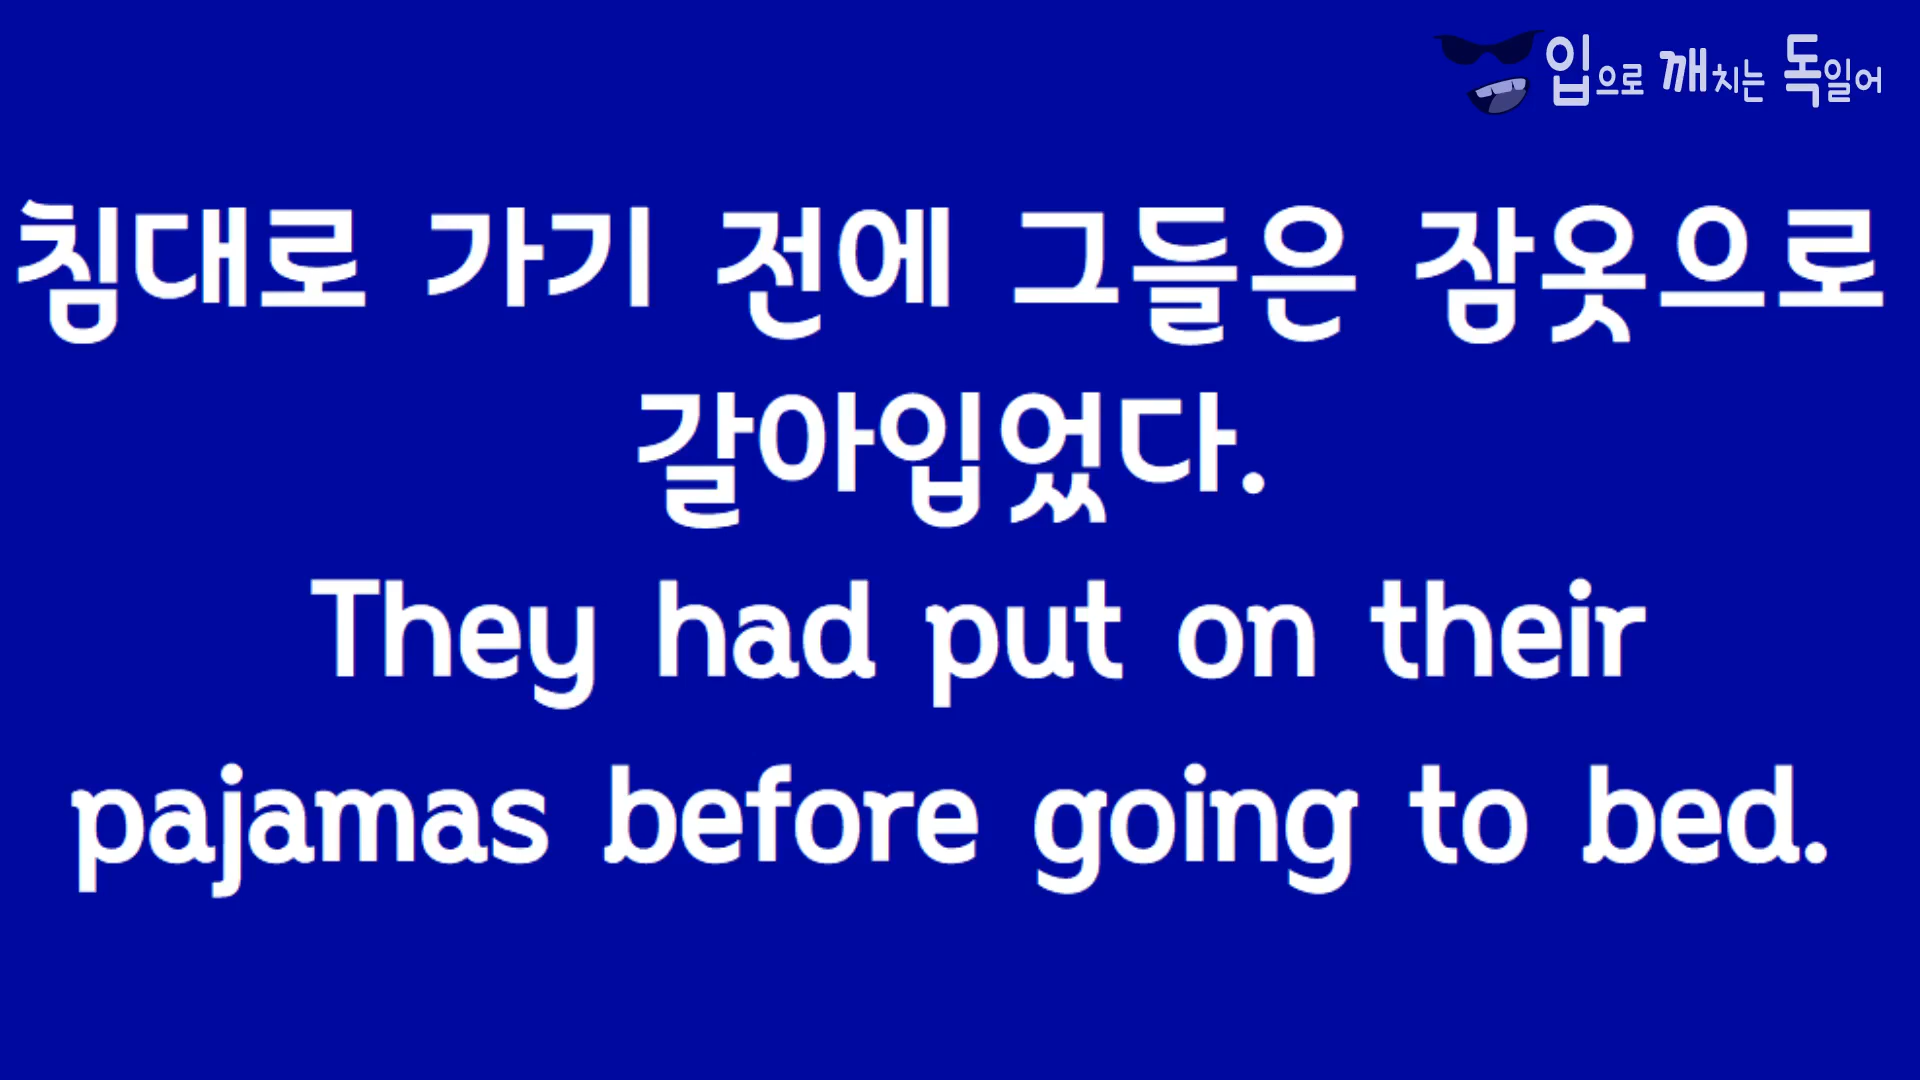 입으로 깨치는 독일어
침대로 가기 전에 그들은 잠옷으로
갈아입었다.
They had put on their
pajamas before going to bed.